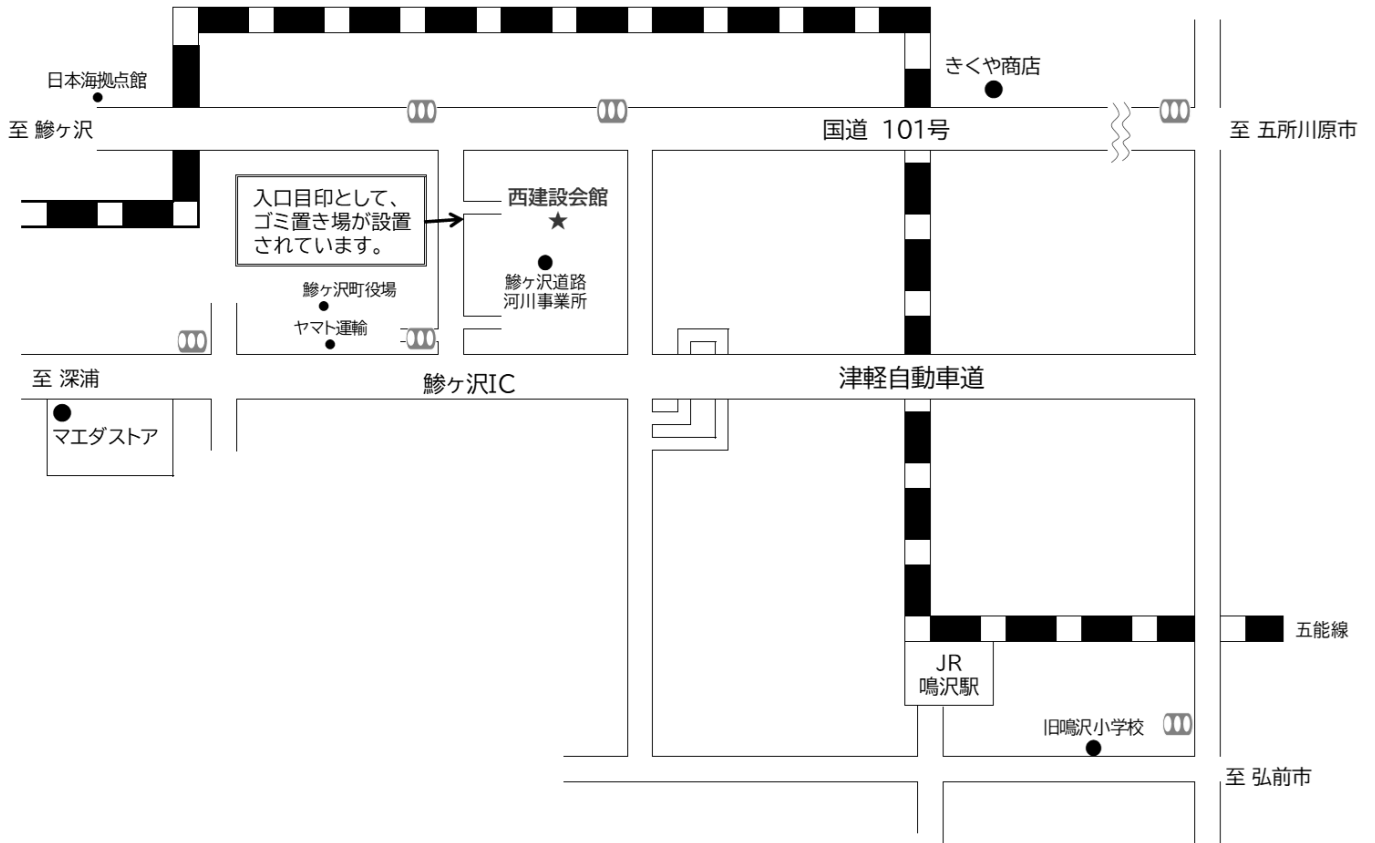 きくや商店
日本海拠点館
至 鰺ヶ沢
国道 101号
至 五所川原市
入口目印として、
ゴミ置き場が設置
されています。
西建設会館
★
鰺ヶ沢道路
河川事業所
鰺ヶ沢町役場
ヤマト運輸
至 深浦
鰺ヶ沢IC
津軽自動車道
マエダストア
五能線
JR
鳴沢駅
旧鳴沢小学校
至 弘前市